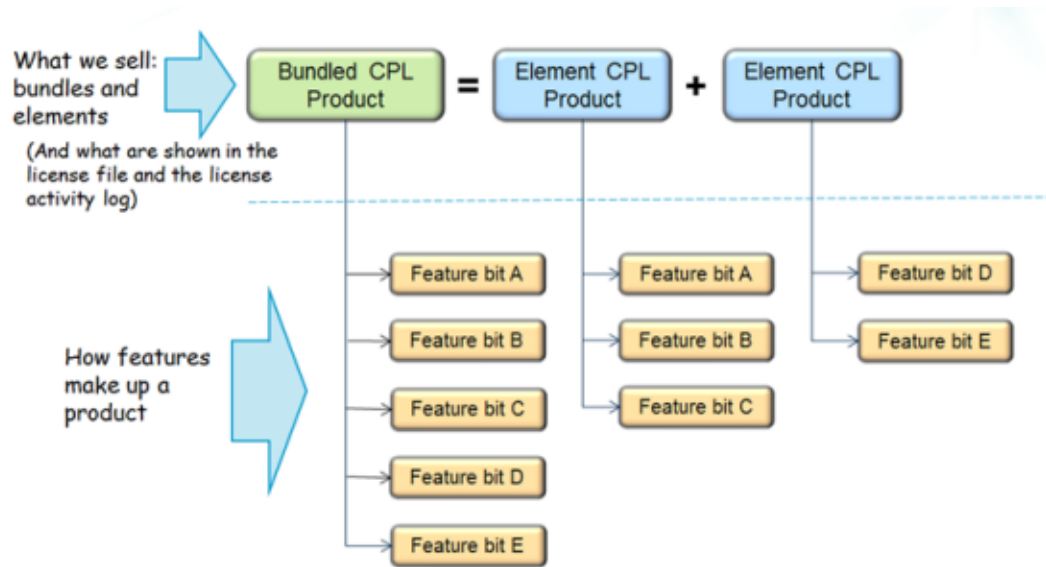 What we sell:
bundles and
elements
(And what are shown in the
license file and the license
activity log)
Bundled CPL
Product
=
Element CPL
Product
+
Element CPL
Product
How features
make up a
product
Feature bit A
Feature bit B
Feature bit C
Feature bit D
Feature bit E
Feature bit A
Feature bit B
Feature bit C
Feature bit D
Feature bit E